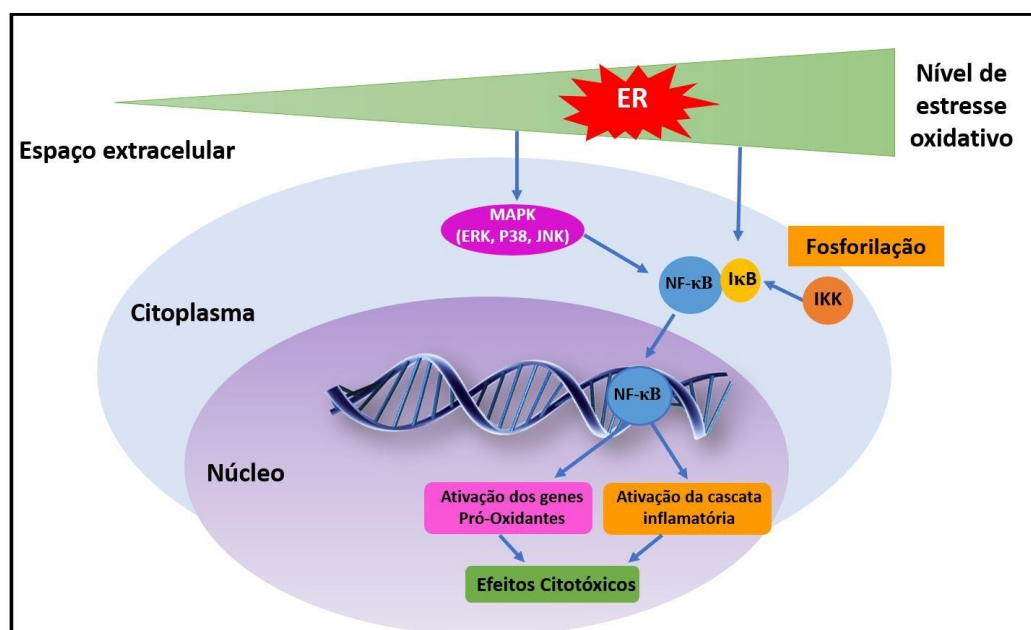 ER
Nível de
estresse
oxidativo
Espaço extracelular
MAPK
(ERK, P38, JNK)
Fosforilação
NF-κB
IκB
IKK
Citoplasma
NF-κB
Núcleo
Ativação dos genes
Pró-Oxidantes
Ativação da cascata
inflamatória
Efeitos Citotóxicos